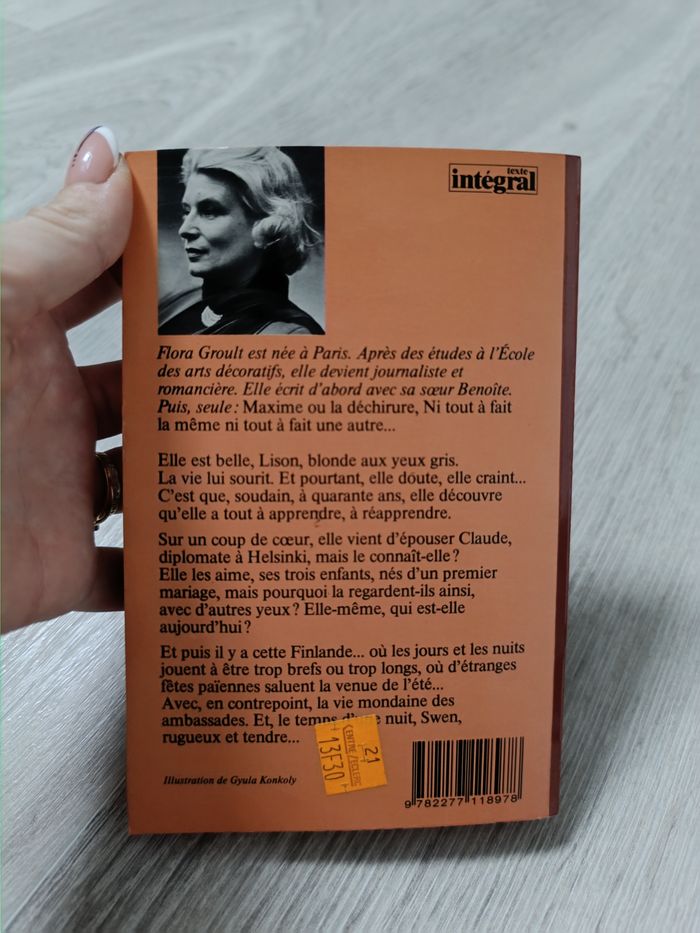 texte
intégral
Flora Groult est née à Paris. Après des études à l'École
des arts décoratifs, elle devient journaliste et
romancière. Elle écrit d'abord avec sa sœur Benoîte.
Puis, seule : Maxime ou la déchirure, Ni tout à fait
la même ni tout à fait une autre...
Elle est belle, Lison, blonde aux yeux gris.
La vie lui sourit. Et pourtant, elle doute, elle craint...
C'est que, soudain, à quarante ans, elle découvre
qu'elle a tout à apprendre, à réapprendre.
Sur un coup de cœur, elle vient d'épouser Claude,
diplomate à Helsinki, mais le connaît-elle ?
Elle les aime, ses trois enfants, nés d'un premier
mariage, mais pourquoi la regardent-ils ainsi,
avec d'autres yeux ? Elle-même, qui est-elle
aujourd'hui ?
Et puis il y a cette Finlande... où les jours et les nuits
jouent à être trop brefs ou trop longs, où d'étranges
fêtes païennes saluent la venue de l'été...
Avec, en contrepoint, la vie mondaine des
ambassades. Et, le temps nuit, Swen,
rugueux et tendre...
21
CENTRE/ECLERC
13F30
Illustration de Gyula Konkoly
9 782277 118978